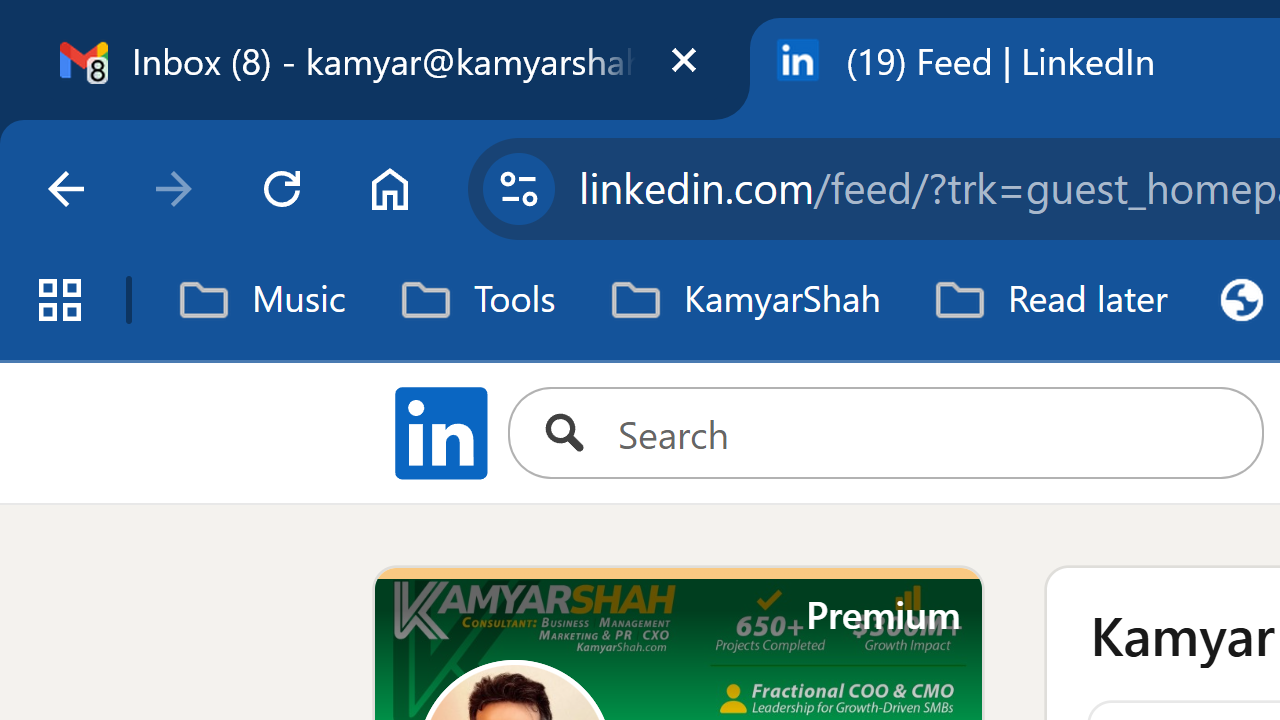 Inbox (8) - kamyar@kamyarshah
8
(19) Feed | LinkedIn
linkedin.com/feed/?trk=guest_homepa
Music
Tools
KamyarShah
Read later
in
Search
KAMYARSHAH
CONSULTANT: BUSINESS MANAGEMENT
MARKETING & PR CXO
KamyarShah.com
Premium
650+
Projects Completed
$300M+
Growth Impact
Fractional COO & CMO
Leadership for Growth-Driven SMBs
Kamyar